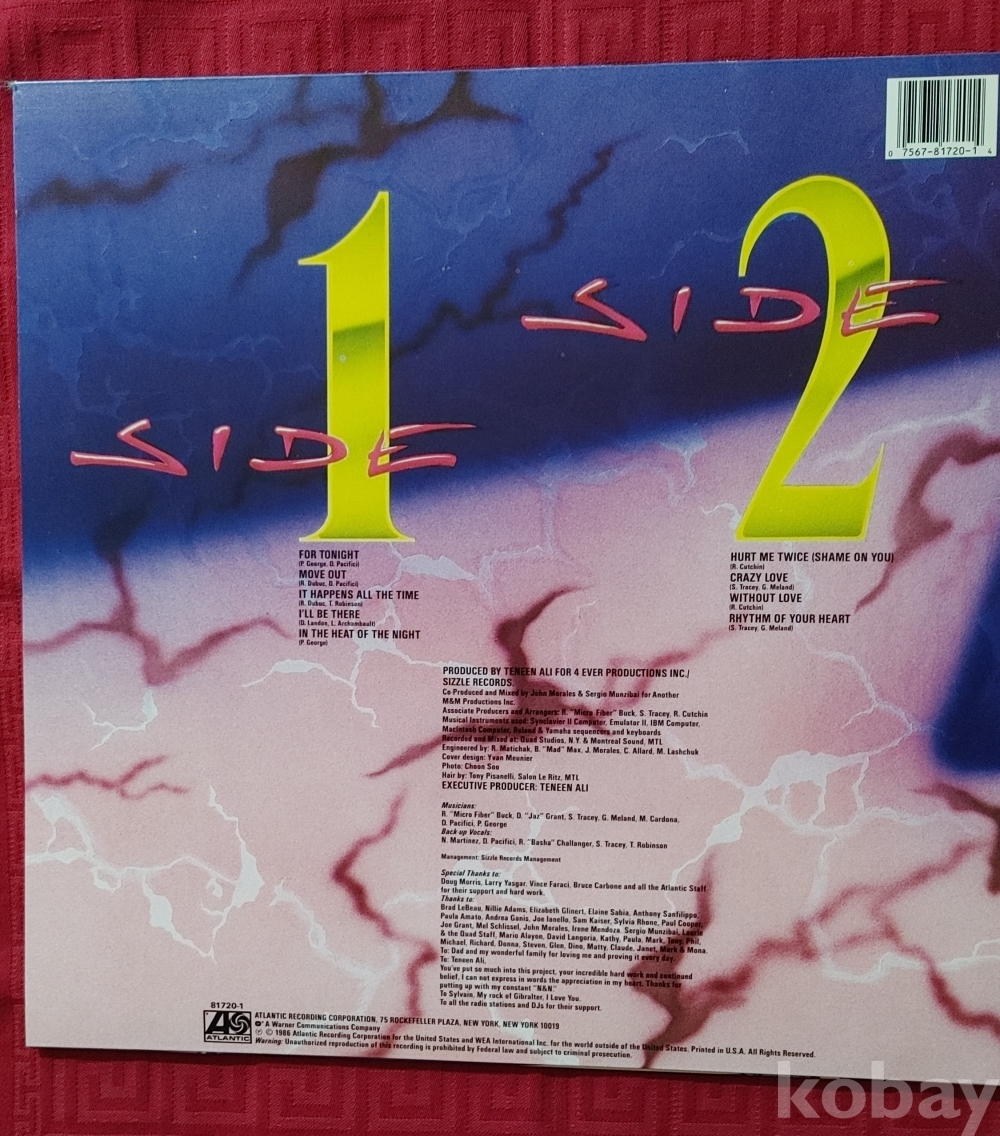 0 7567-81720-1 4
SIDE 1
FOR TONIGHT
(P. George, D. Pacifici)
MOVE OUT
(R. Dubuc, D. Pacifici)
IT HAPPENS ALL THE TIME
(R. Dubuc, T. Robinson)
I'LL BE THERE
(D. Landon, L. Archambault)
IN THE HEAT OF THE NIGHT
(P. George)
SIDE 2
HURT ME TWICE (SHAME ON YOU)
(R. Cutchin)
CRAZY LOVE
(S. Tracey, G. Meland)
WITHOUT LOVE
(R. Cutchin)
RHYTHM OF YOUR HEART
(S. Tracey, G. Meland)
PRODUCED BY TENEEN ALI FOR 4 EVER PRODUCTIONS INC./
SIZZLE RECORDS.
Co-Produced and Mixed by John Morales & Sergio Munzibai for Another
M&M Productions Inc.
Associate Producers and Arrangers: R. "Micro Fiber" Buck, S. Tracey, R. Cutchin
Musical Instruments used: Synclavier II Computer, Emulator II, IBM Computer,
Macintosh Computer, Roland & Yamaha sequencers and keyboards
Recorded and Mixed at: Quad Studios, N.Y. & Montreal Sound, MTL
Engineered by: R. Matichak, B. "Mad" Max, J. Morales, C. Allard, M. Lashchuk
Cover design: Yvan Meunier
Photo: Choon Soo
Hair by: Tony Pisanelli, Salon Le Ritz, MTL
EXECUTIVE PRODUCER: TENEEN ALI
Musicians:
R. "Micro Fiber" Buck, D. "Jaz" Grant, S. Tracey, G. Meland, M. Cardona,
D. Pacifici, P. George
Back up Vocals:
N. Martinez, D. Pacifici, R. "Basha" Challanger, S. Tracey, T. Robinson
Management: Sizzle Records Management
Special Thanks to:
Doug Morris, Larry Yasgar, Vince Faraci, Bruce Carbone and all the Atlantic Staff
for their support and hard work.
Thanks to:
Brad LeBeau, Nillie Adams, Elizabeth Glinert, Elaine Sabia, Anthony Sanfilippo,
Paula Amato, Andrea Ganis, Joe Ianello, Sam Kaiser, Sylvia Rhone, Paul Cooper,
Joe Grant, Mel Schlissel, John Morales, Irene Mendoza, Sergio Munzibai, Laurie
& the Quad Staff, Mario Alayon, David Langoria, Kathy, Paula, Mark, Tony, Phil,
Michael, Richard, Donna, Steven, Glen, Dino, Matty, Claude, Janet, Mark & Mona.
To: Dad and my wonderful family for loving me and proving it every day.
To: Teneen Ali,
You've put so much into this project, your incredible hard work and continued
belief, I can not express in words the appreciation in my heart. Thanks for
putting up with my constant "N&N."
To Sylvain, My rock of Gibralter, I Love You.
To all the radio stations and DJs for their support.
81720-1
ATLANTIC
ATLANTIC RECORDING CORPORATION, 75 ROCKEFELLER PLAZA, NEW YORK, NEW YORK 10019
A Warner Communications Company
℗ © 1986 Atlantic Recording Corporation for the United States and WEA International Inc. for the world outside of the United States. Printed in U.S.A. All Rights Reserved.
Warning: Unauthorized reproduction of this recording is prohibited by Federal law and subject to criminal prosecution.
kobay